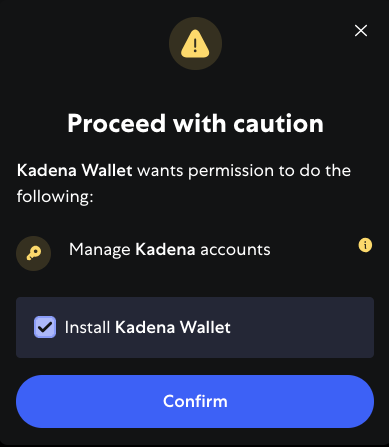 Proceed with caution
Kadena Wallet wants permission to do the
following:
Manage Kadena accounts
Install Kadena Wallet
Confirm